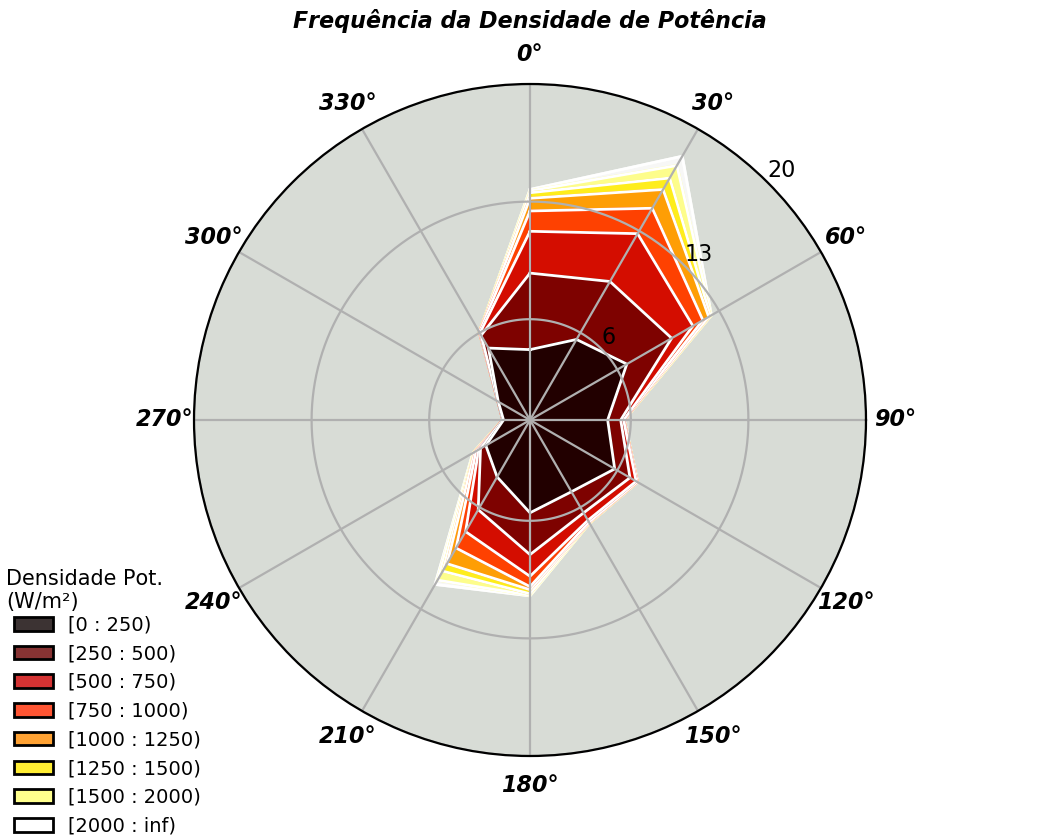 Frequência da Densidade de Potência
0°
330°
30°
20
300°
60°
13
6
270°
90°
240°
120°
210°
150°
180°
Densidade Pot.
(W/m²)
[0 : 250)
[250 : 500)
[500 : 750)
[750 : 1000)
[1000 : 1250)
[1250 : 1500)
[1500 : 2000)
[2000 : inf)